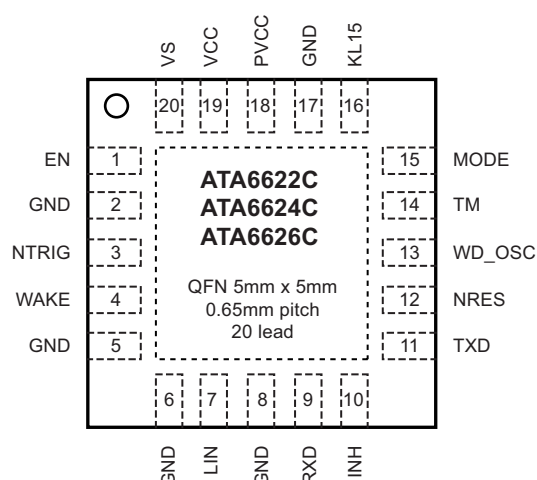 VS
VCC
PVCC
GND
KL15
20
19
18
17
16
EN 1
GND 2
NTRIG 3
WAKE 4
GND 5
ATA6622C
ATA6624C
ATA6626C
QFN 5mm x 5mm
0.65mm pitch
20 lead
15 MODE
14 TM
13 WD_OSC
12 NRES
11 TXD
6
7
8
9
10
GND
LIN
GND
RXD
INH